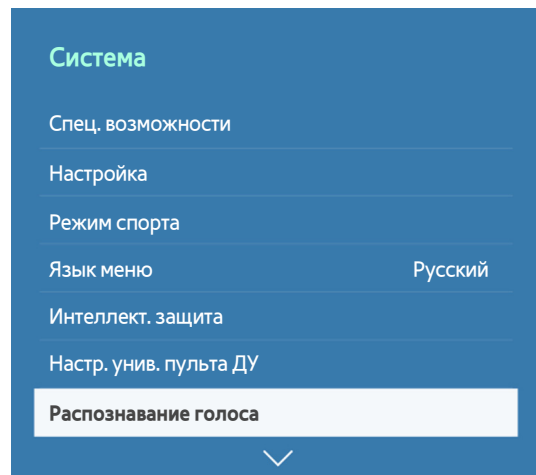 Система
Спец. возможности
Настройка
Режим спорта
Язык меню Русский
Интеллект. защита
Настр. унив. пульта ДУ
Распознавание голоса